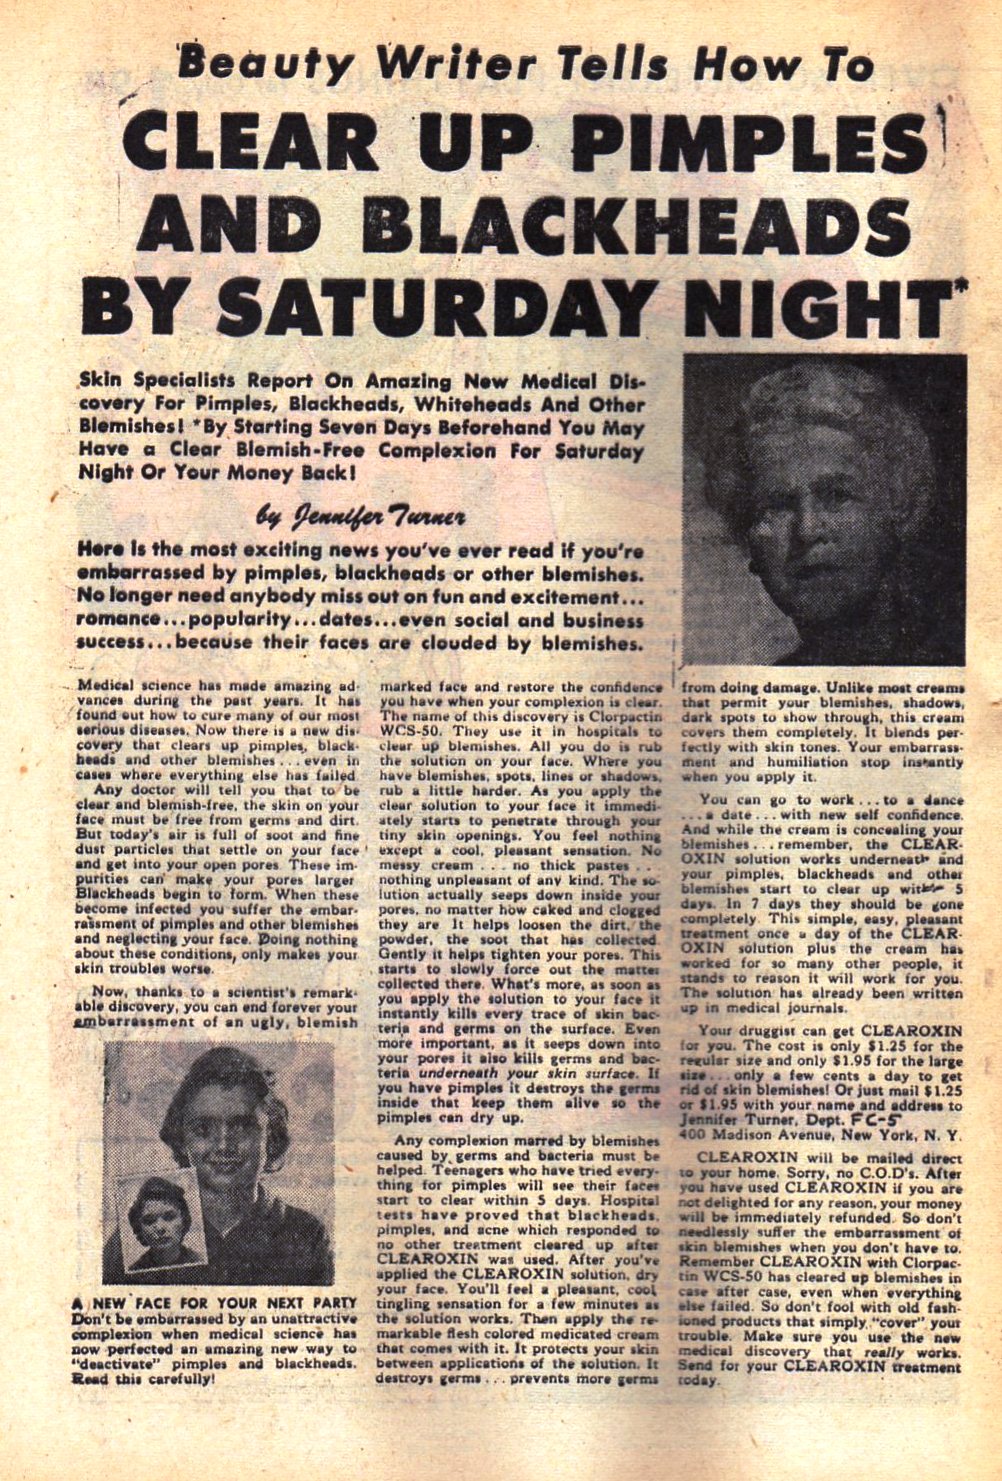 Beauty Writer Tells How To
CLEAR UP PIMPLES
AND BLACKHEADS
BY SATURDAY NIGHT*
Skin Specialists Report On Amazing New Medical Dis-
covery For Pimples, Blackheads, Whiteheads And Other
Blemishes! *By Starting Seven Days Beforehand You May
Have a Clear Blemish-Free Complexion For Saturday
Night Or Your Money Back!
by Jennifer Turner
Here is the most exciting news you've ever read if you're
embarrassed by pimples, blackheads or other blemishes.
No longer need anybody miss out on fun and excitement...
romance...popularity...dates...even social and business
success...because their faces are clouded by blemishes.
Medical science has made amazing ad-
vances during the past years. It has
found out how to cure many of our most
serious diseases. Now there is a new dis-
covery that clears up pimples, black-
heads and other blemishes...even in
cases where everything else has failed
Any doctor will tell you that to be
clear and blemish-free, the skin on your
face must be free from germs and dirt.
But today's air is full of soot and fine
dust particles that settle on your face
and get into your open pores These im-
purities can make your pores larger
Blackheads begin to form. When these
become infected you suffer the embar-
rassment of pimples and other blemishes
and neglecting your face. Doing nothing
about these conditions, only makes your
skin troubles worse.
Now, thanks to a scientist's remark-
able discovery, you can end forever your
embarrassment of an ugly, blemish
A NEW FACE FOR YOUR NEXT PARTY
Don't be embarrassed by an unattractive
complexion when medical science has
now perfected an amazing new way to
"deactivate" pimples and blackheads.
Read this carefully!
marked face and restore the confidence
you have when your complexion is clear.
The name of this discovery is Clorpactin
WCS-50. They use it in hospitals to
clear up blemishes. All you do is rub
the solution on your face. Where you
have blemishes, spots, lines or shadows,
rub a little harder. As you apply the
clear solution to your face it immedi-
ately starts to penetrate through your
tiny skin openings. You feel nothing
except a cool, pleasant sensation. No
messy cream ... no thick pastes ...
nothing unpleasant of any kind. The so-
lution actually seeps down inside your
pores, no matter how caked and clogged
they are It helps loosen the dirt, the
powder, the soot that has collected.
Gently it helps tighten your pores. This
starts to slowly force out the matter
collected there. What's more, as soon as
you apply the solution to your face it
instantly kills every trace of skin bac-
teria and germs on the surface. Even
more important, as it seeps down into
your pores it also kills germs and bac-
teria underneath your skin surface. If
you have pimples it destroys the germs
inside that keep them alive so the
pimples can dry up.
Any complexion marred by blemishes
caused by germs and bacteria must be
helped. Teenagers who have tried every-
thing for pimples will see their faces
start to clear within 5 days. Hospital
tests have proved that blackheads,
pimples, and acne which responded to
no other treatment cleared up after
CLEAROXIN was used. After you've
applied the CLEAROXIN solution, dry
your face. You'll feel a pleasant, cool
tingling sensation for a few minutes as
the solution works. Then apply the re-
markable flesh colored medicated cream
that comes with it. It protects your skin
between applications of the solution. It
destroys germs ... prevents more germs
from doing damage. Unlike most creams
that permit your blemishes, shadows,
dark spots to show through, this cream
covers them completely. It blends per-
fectly with skin tones. Your embarrass-
ment and humiliation stop instantly
when you apply it.
You can go to work...to a dance
...a date...with new self confidence.
And while the cream is concealing your
blemishes...remember, the CLEAR-
OXIN solution works underneath and
your pimples, blackheads and other
blemishes start to clear up within 5
days. In 7 days they should be gone
completely. This simple, easy, pleasant
treatment once a day of the CLEAR-
OXIN solution plus the cream has
worked for so many other people, it
stands to reason it will work for you.
The solution has already been written
up in medical journals.
Your druggist can get CLEAROXIN
for you. The cost is only $1.25 for the
regular size and only $1.95 for the large
size...only a few cents a day to get
rid of skin blemishes! Or just mail $1.25
or $1.95 with your name and address to
Jennifer Turner, Dept. FC-5
400 Madison Avenue, New York, N. Y.
CLEAROXIN will be mailed direct
to your home. Sorry, no C.O.D's. After
you have used CLEAROXIN if you are
not delighted for any reason, your money
will be immediately refunded. So don't
needlessly suffer the embarrassment of
skin blemishes when you don't have to.
Remember CLEAROXIN with Clorpac-
tin WCS-50 has cleared up blemishes in
case after case, even when everything
else failed. So don't fool with old fash-
ioned products that simply "cover" your
trouble. Make sure you use the new
medical discovery that really works.
Send for your CLEAROXIN treatment
today.